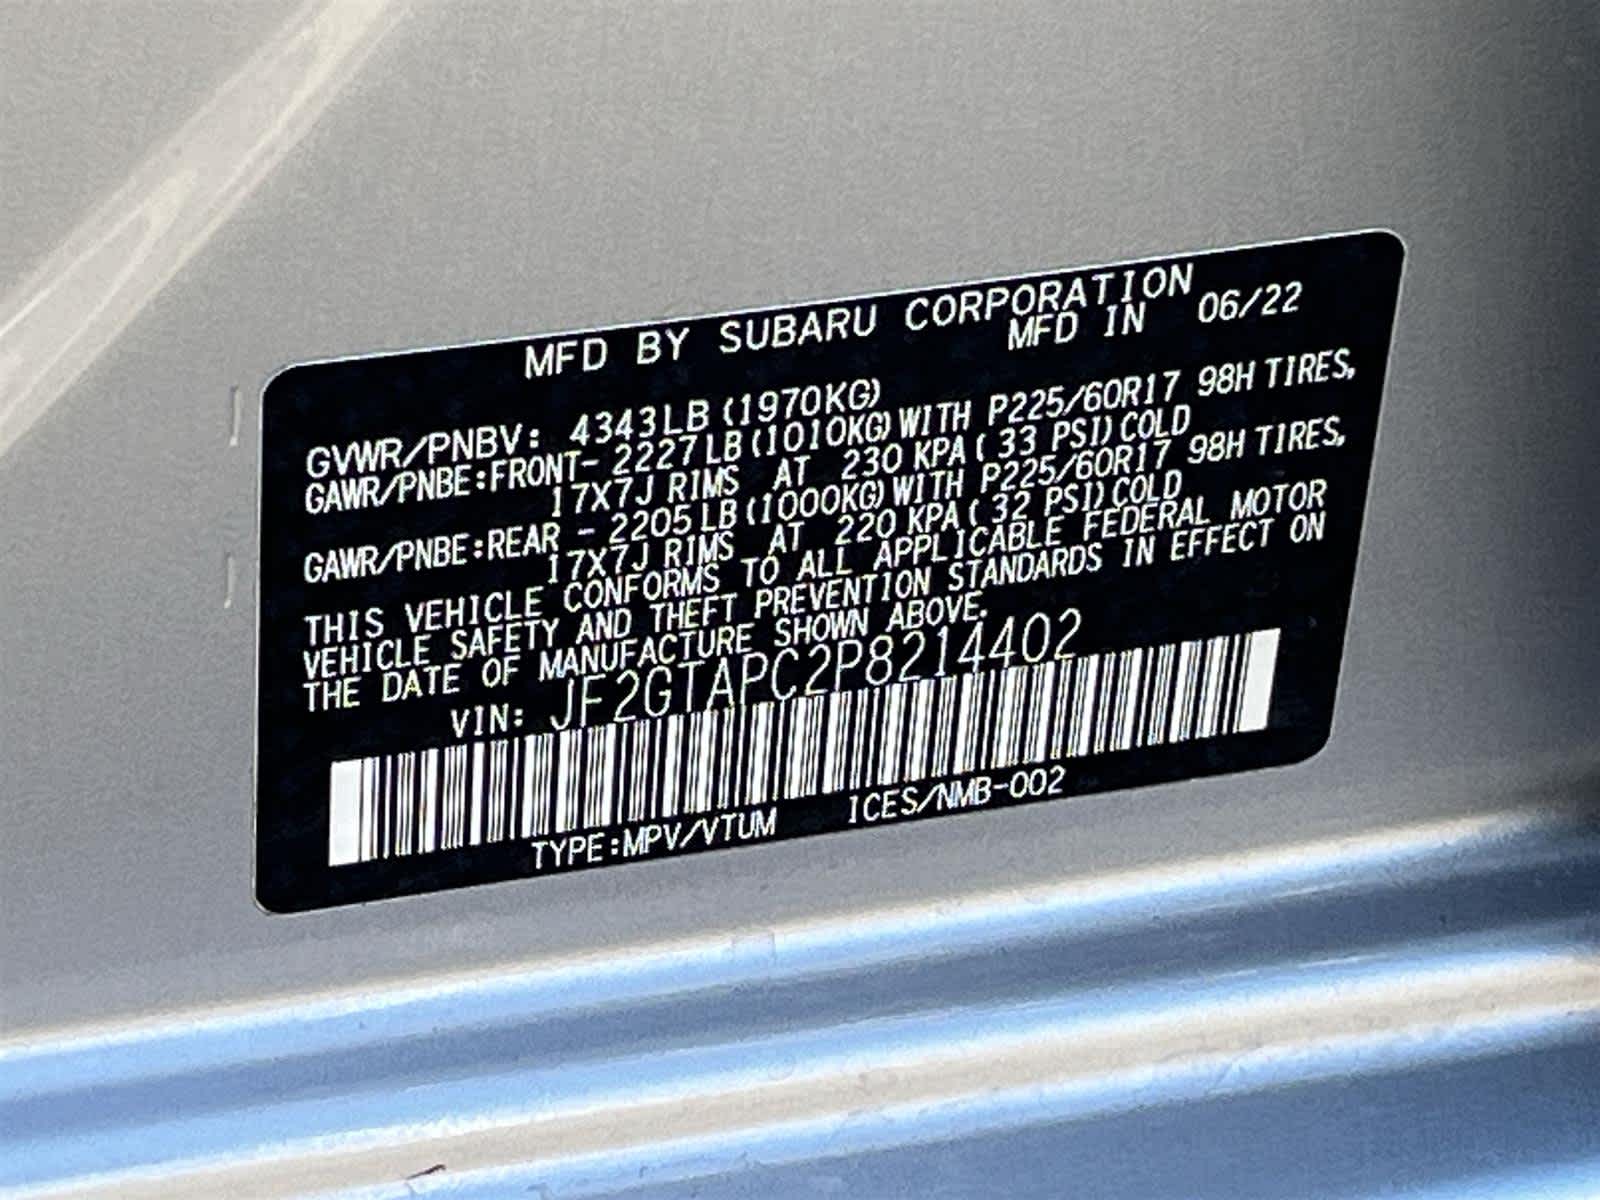 MFD BY SUBARU CORPORATION
MFD IN 06/22
GVWR/PNBV: 4343LB (1970KG)
GAWR/PNBE:FRONT- 2227LB(1010KG)WITH P225/60R17 98H TIRES,
17X7J RIMS AT 230 KPA( 33 PSI)COLD
GAWR/PNBE:REAR - 2205LB(1000KG)WITH P225/60R17 98H TIRES,
17X7J RIMS AT 220 KPA( 32 PSI)COLD
THIS VEHICLE CONFORMS TO ALL APPLICABLE FEDERAL MOTOR
VEHICLE SAFETY AND THEFT PREVENTION STANDARDS IN EFFECT ON
THE DATE OF MANUFACTURE SHOWN ABOVE.
VIN: JF2GTAPC2P8214402
TYPE:MPV/VTUM ICES/NMB-002